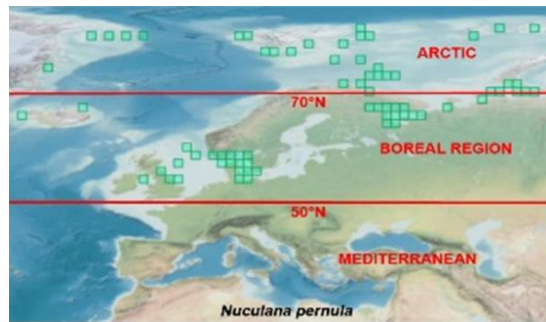 ARCTIC
70°N
BOREAL REGION
50°N
MEDITERRANEAN
Nuculana pernula